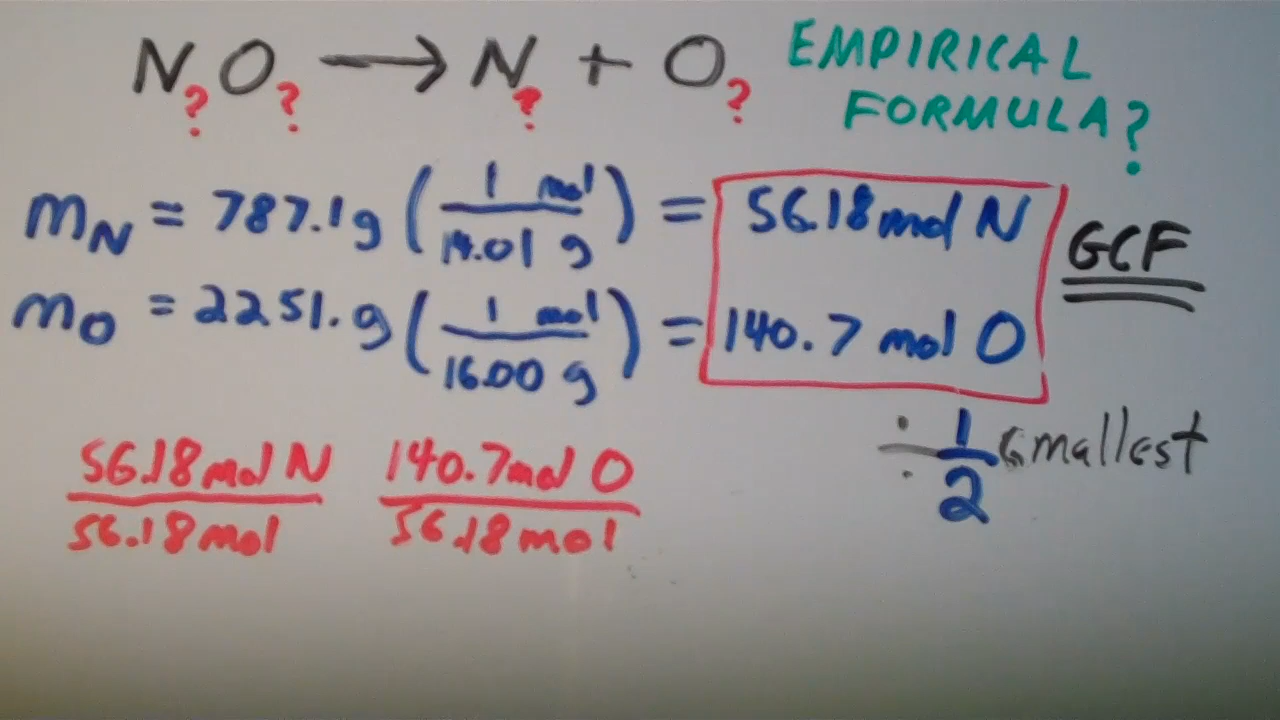 N?O? → N? + O? EMPIRICAL
FORMULA?
mN = 787.1g (1 mol / 14.01 g) = 56.18 mol N
GCF
mO = 2251. g (1 mol / 16.00 g) = 140.7 mol O
÷ 1/2 smallest
56.18 mol N / 56.18 mol 140.7 mol O / 56.18 mol